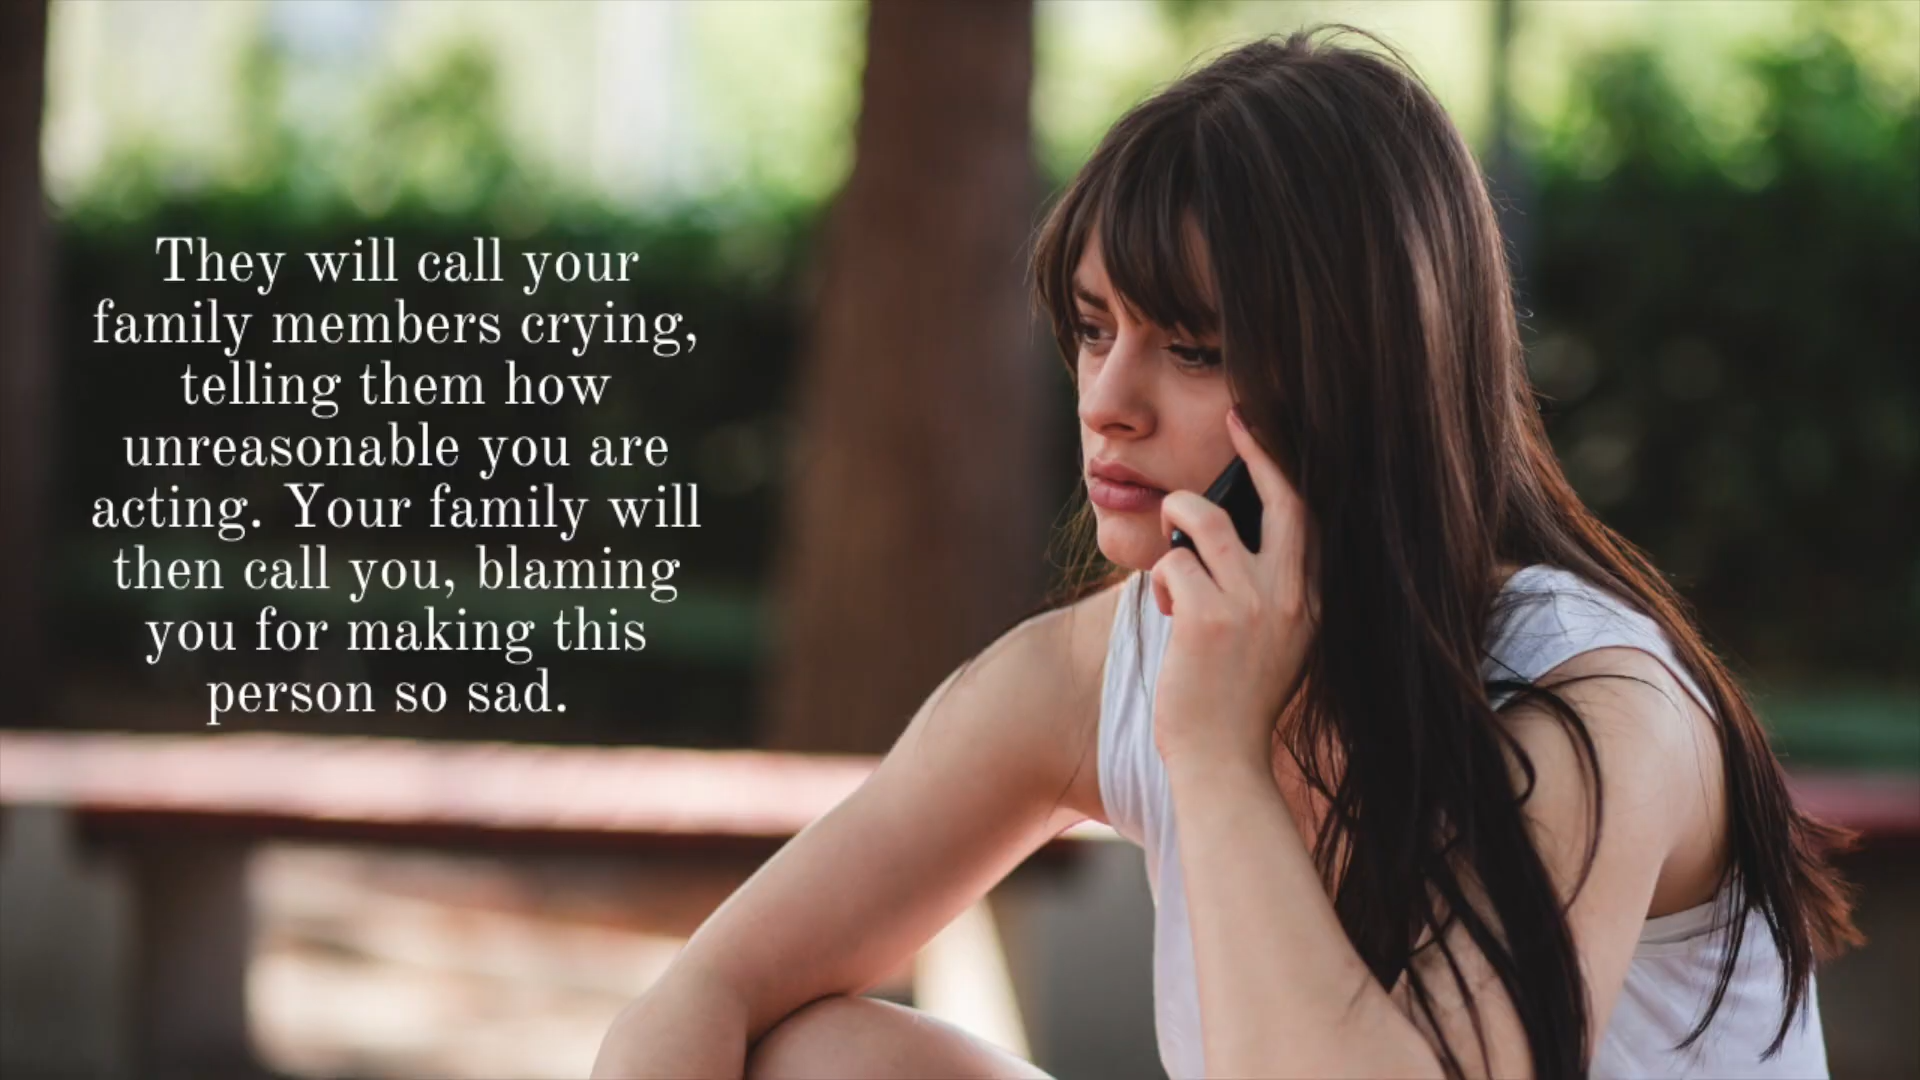 They will call your
family members crying,
telling them how
unreasonable you are
acting. Your family will
then call you, blaming
you for making this
person so sad.